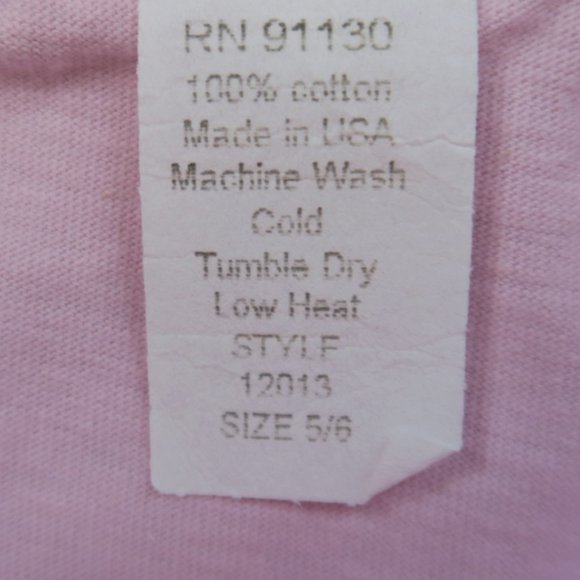 RN 91130
100% cotton
Made in USA
Machine Wash
Cold
Tumble Dry
Low Heat
STYLE
12013
SIZE 5/6